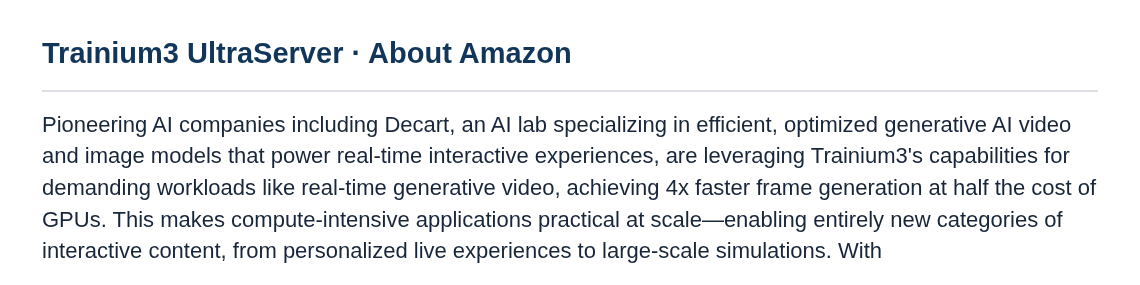 Trainium3 UltraServer · About Amazon
Pioneering AI companies including Decart, an AI lab specializing in efficient, optimized generative AI video
and image models that power real-time interactive experiences, are leveraging Trainium3's capabilities for
demanding workloads like real-time generative video, achieving 4x faster frame generation at half the cost of
GPUs. This makes compute-intensive applications practical at scale—enabling entirely new categories of
interactive content, from personalized live experiences to large-scale simulations. With